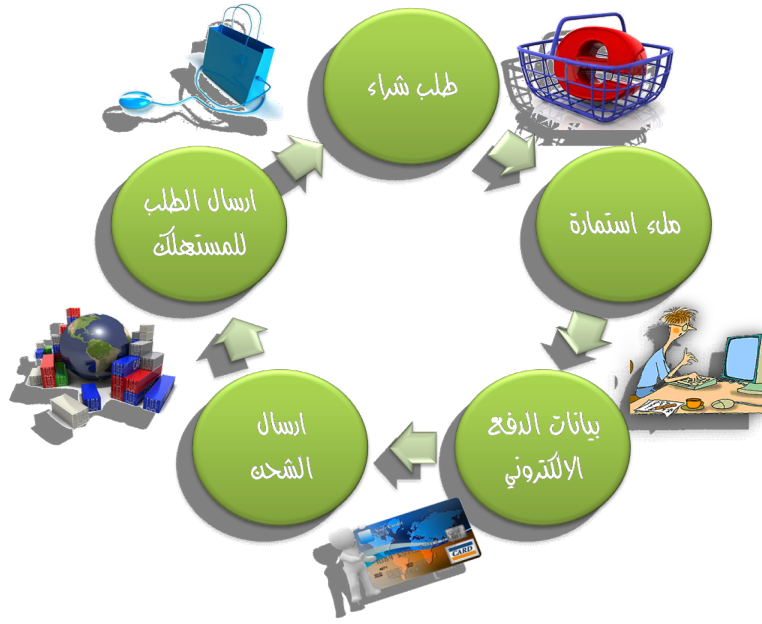 طلب شراء
ملء استمارة
بيانات الدفع
الالكتروني
ارسال
الشحن
ارسال الطلب
للمستهلك
CARD